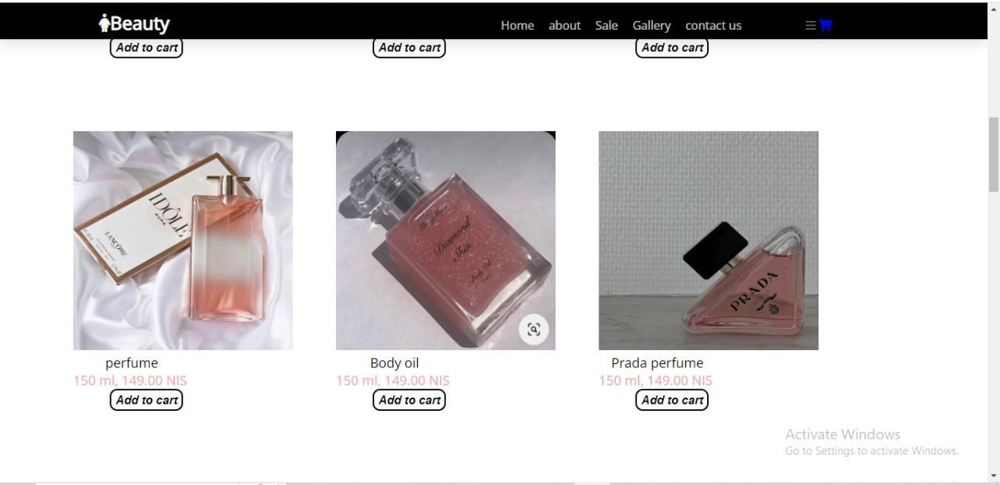 Beauty
Home about Sale Gallery contact us
Add to cart Add to cart Add to cart
IDÔLE
AURA
LANCÔME
Diamond
Skin
Body Oil
PRADA
perfume Body oil Prada perfume
150 ml, 149.00 NIS 150 ml, 149.00 NIS 150 ml, 149.00 NIS
Add to cart Add to cart Add to cart
Activate Windows
Go to Settings to activate Windows.